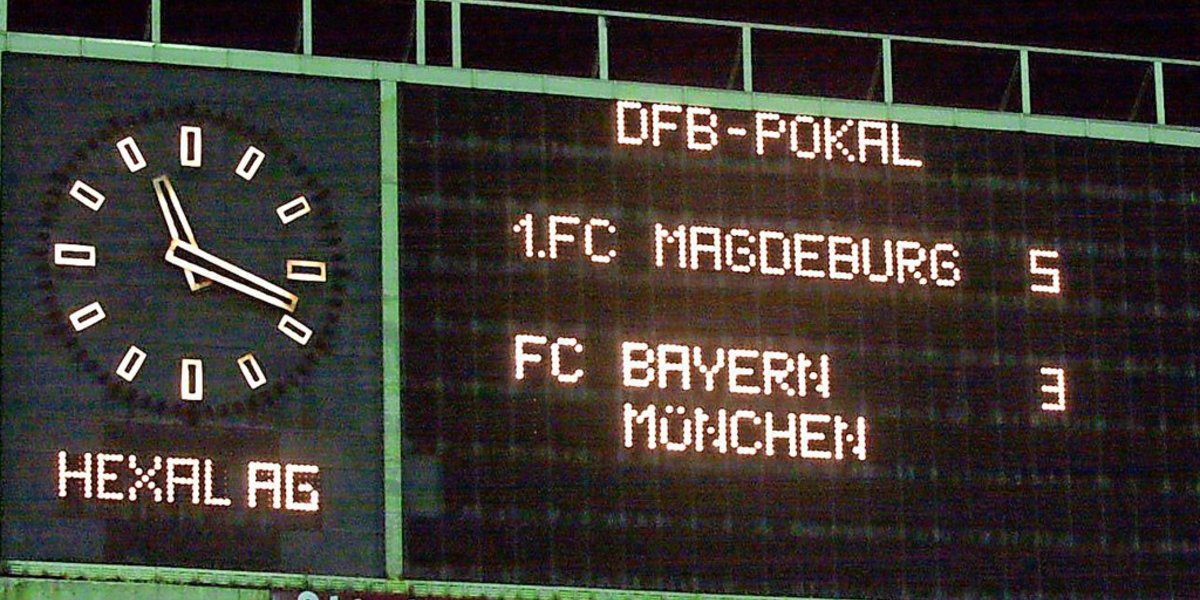 DFB-POKAL
1.FC MAGDEBURG 5
FC BAYERN 3
MÜNCHEN
HEXAL AG